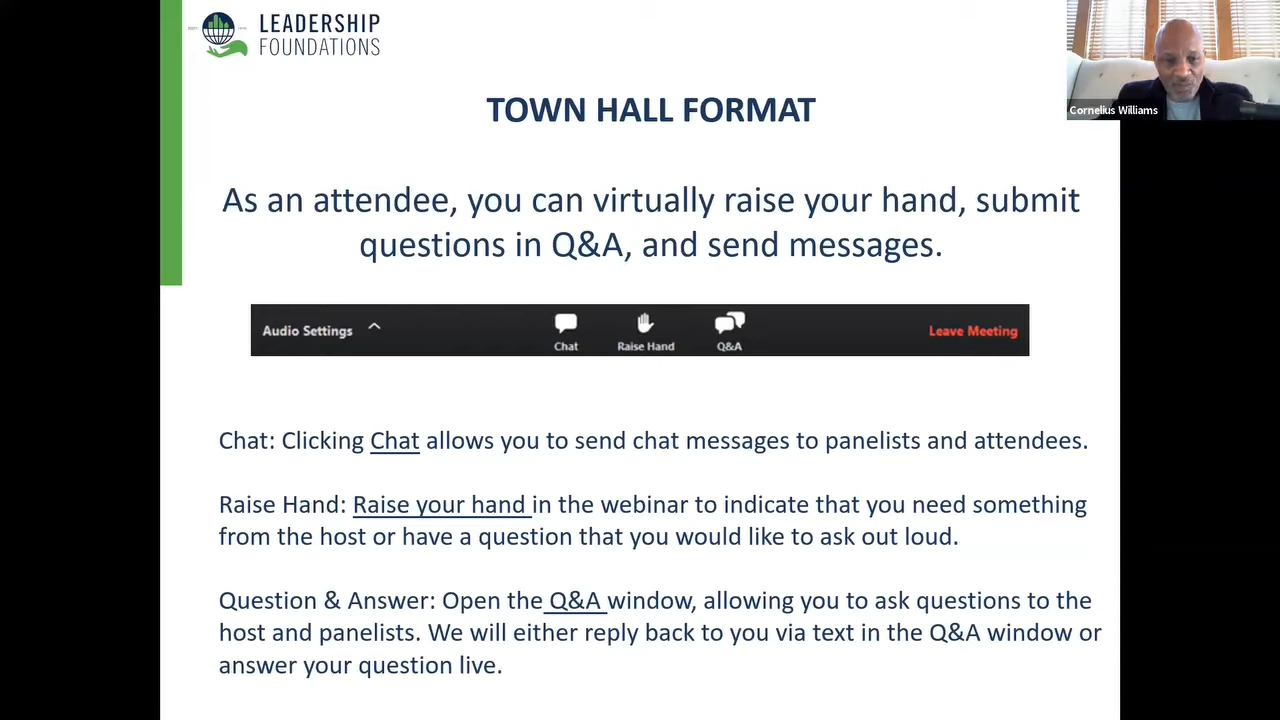 LEADERSHIP
FOUNDATIONS
Cornelius Williams
TOWN HALL FORMAT
As an attendee, you can virtually raise your hand, submit
questions in Q&A, and send messages.
Audio Settings
Chat
Raise Hand
Q&A
Leave Meeting
Chat: Clicking Chat allows you to send chat messages to panelists and attendees.
Raise Hand: Raise your hand in the webinar to indicate that you need something
from the host or have a question that you would like to ask out loud.
Question & Answer: Open the Q&A window, allowing you to ask questions to the
host and panelists. We will either reply back to you via text in the Q&A window or
answer your question live.